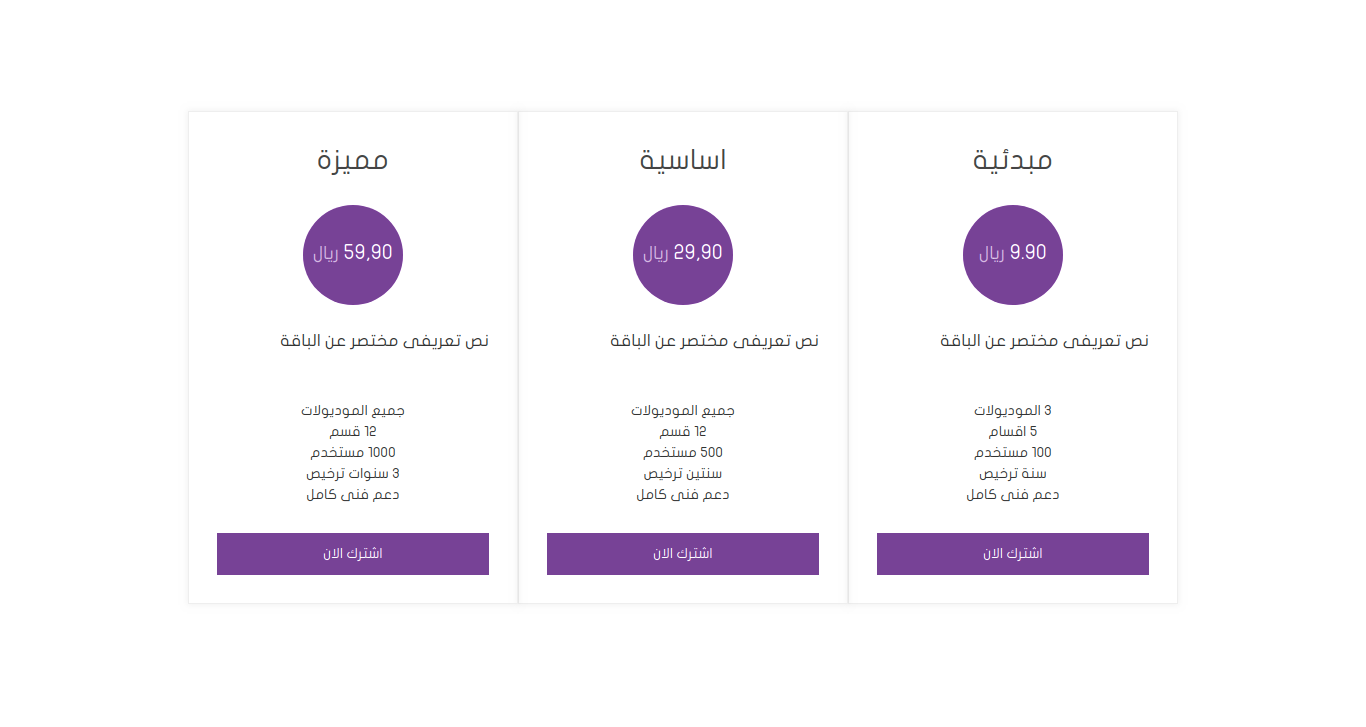 مبدئية
9.90 ريال
نص تعريفى مختصر عن الباقة
3 الموديولات
5 اقسام
100 مستخدم
سنة ترخيص
دعم فنى كامل
اشترك الان
اساسية
29,90 ريال
نص تعريفى مختصر عن الباقة
جميع الموديولات
12 قسم
500 مستخدم
سنتين ترخيص
دعم فنى كامل
اشترك الان
مميزة
59,90 ريال
نص تعريفى مختصر عن الباقة
جميع الموديولات
12 قسم
1000 مستخدم
3 سنوات ترخيص
دعم فنى كامل
اشترك الان